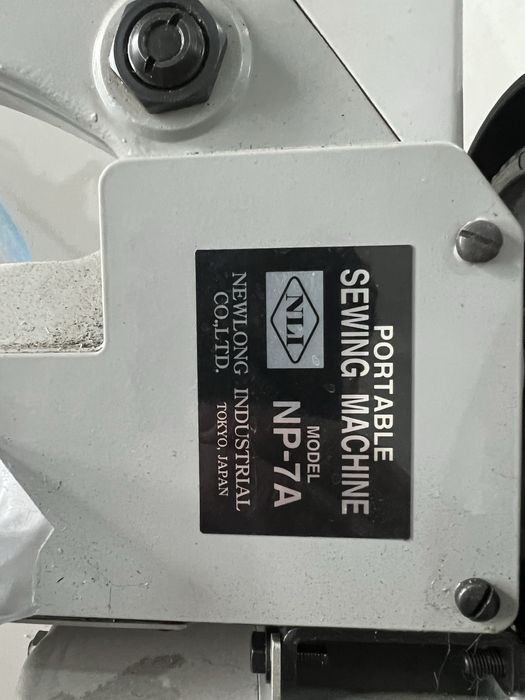 PORTABLE
SEWING MACHINE
NLI
MODEL
NP-7A
NEWLONG INDUSTRIAL
CO.,LTD.
TOKYO, JAPAN